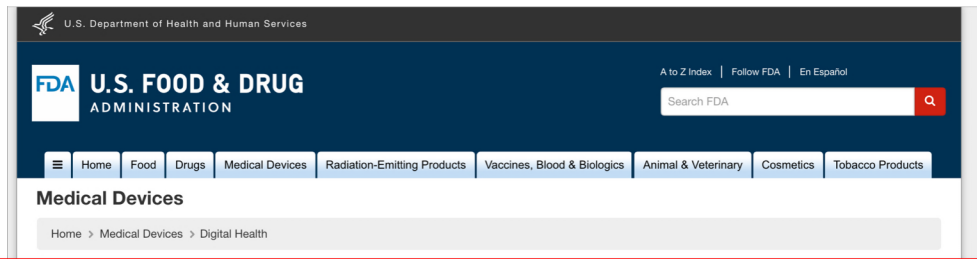 U.S. Department of Health and Human Services
A to Z Index | Follow FDA | En Español
FDA U.S. FOOD & DRUG
ADMINISTRATION
Search FDA
Home Food Drugs Medical Devices Radiation-Emitting Products Vaccines, Blood & Biologics Animal & Veterinary Cosmetics Tobacco Products
Medical Devices
Home > Medical Devices > Digital Health